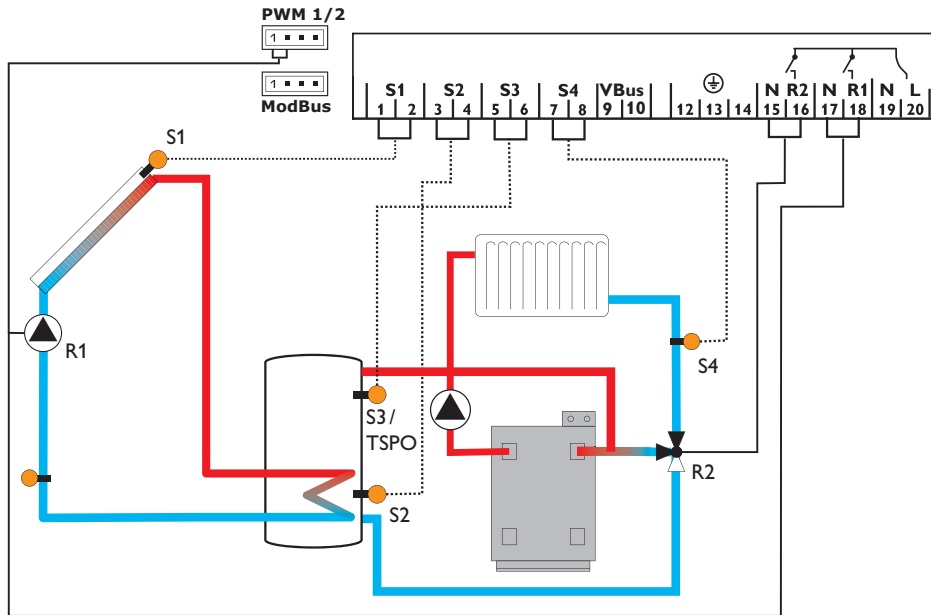 PWM 1/2
1
1
ModBus
S1 S2 S3 S4 VBus N R2 N R1 N L
1 2 3 4 5 6 7 8 9 10 12 13 14 15 16 17 18 19 20
S1
R1
S4
S3 /
TSPO
R2
S2